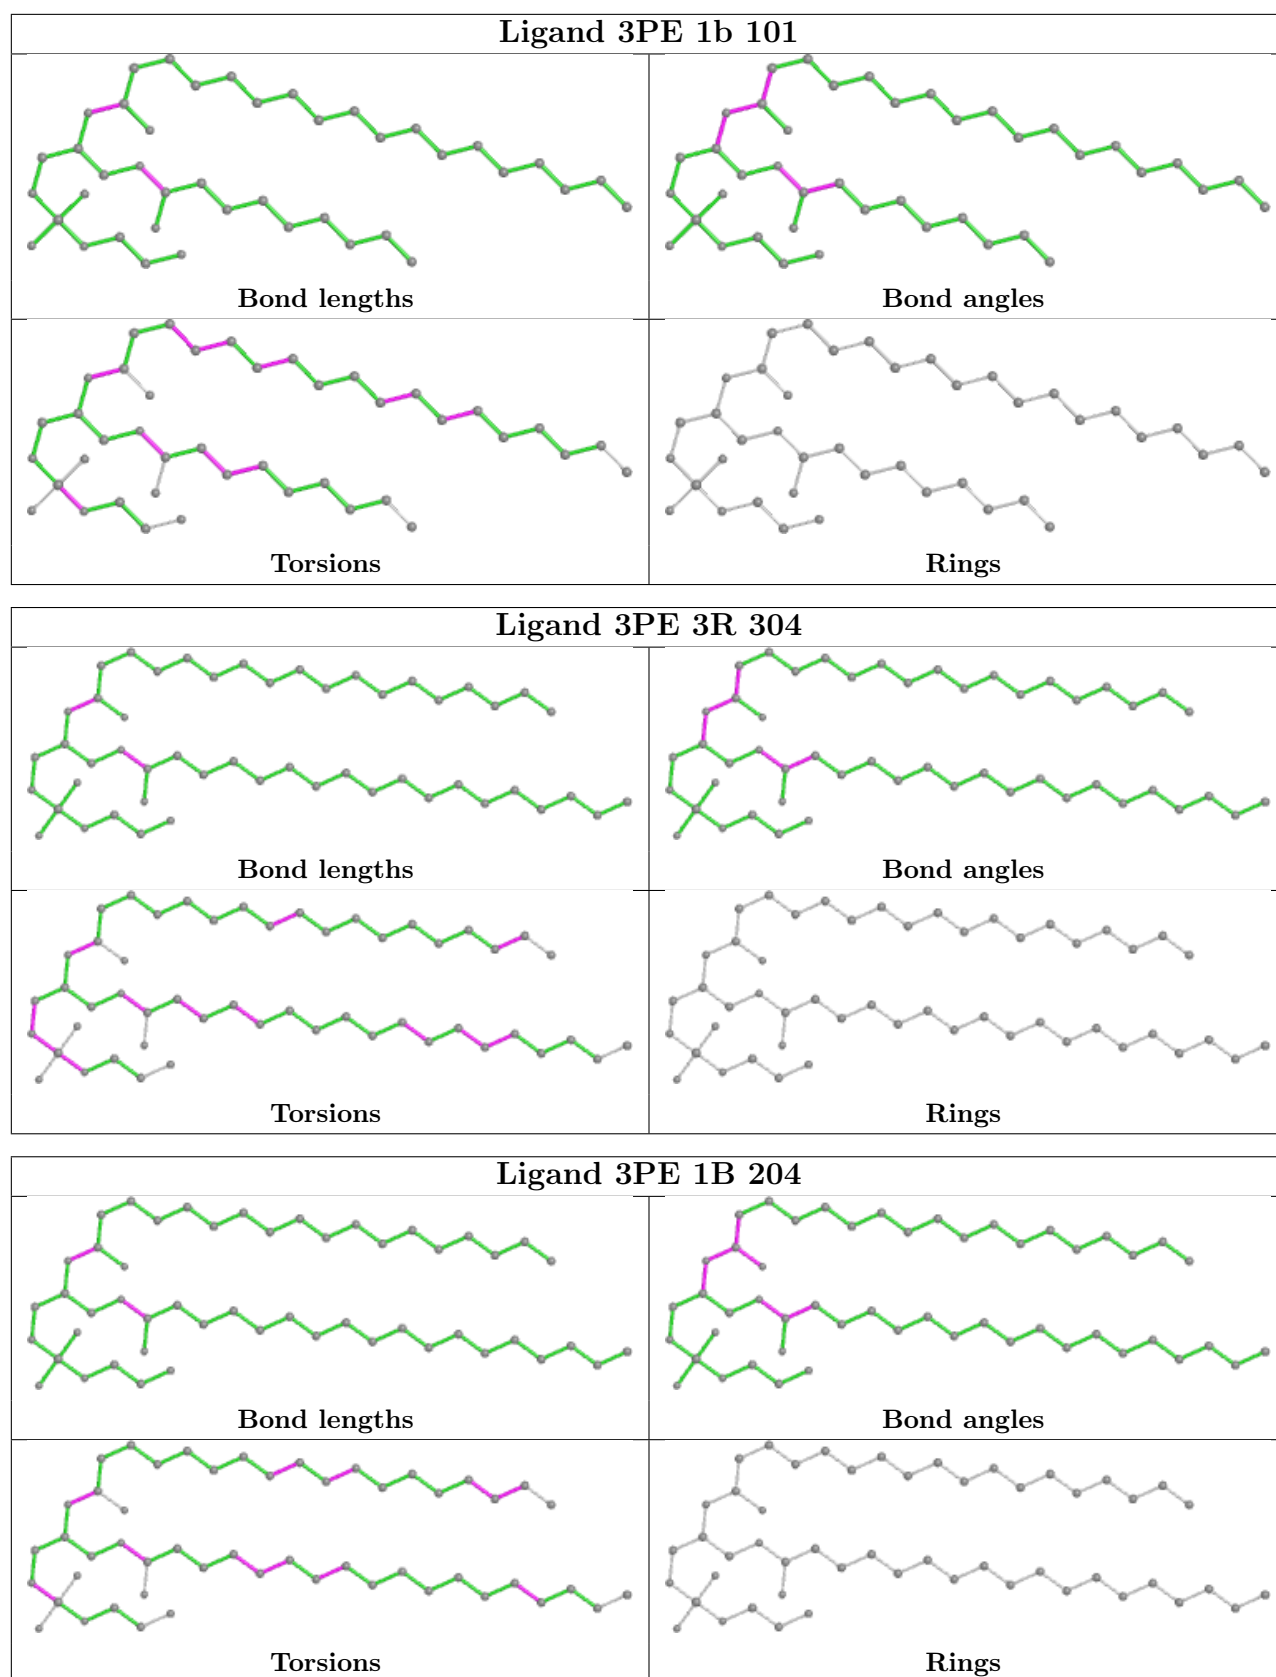 Ligand 3PE 1b 101
Bond lengths
Bond angles
Torsions
Rings
Ligand 3PE 3R 304
Bond lengths
Bond angles
Torsions
Rings
Ligand 3PE 1B 204
Bond lengths
Bond angles
Torsions
Rings